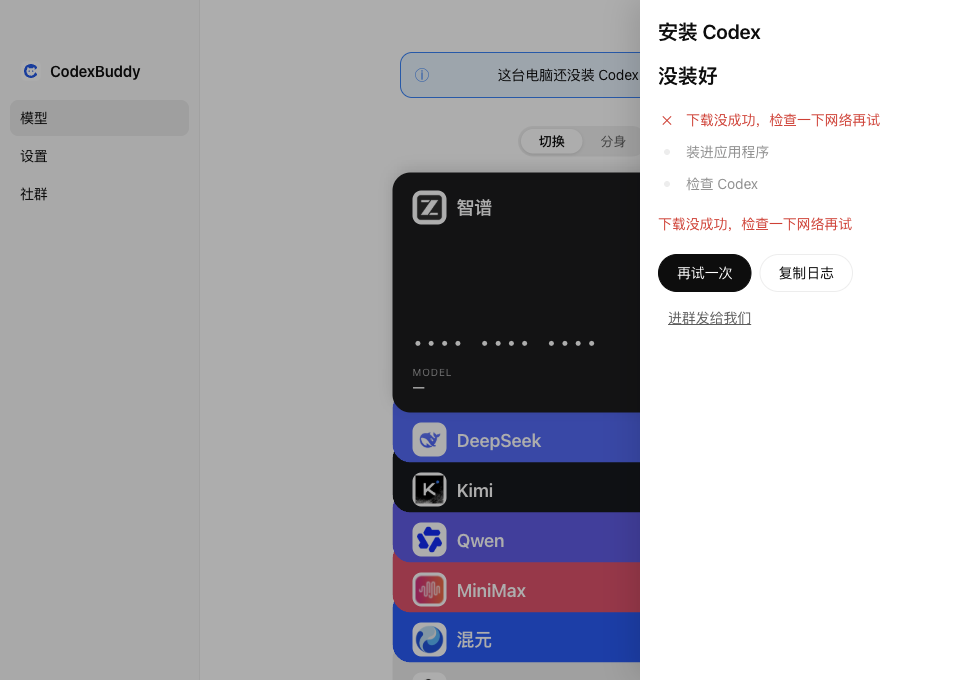 CodexBuddy
模型
设置
社群
这台电脑还没装 Codex
切换
分身
智谱
•••• •••• ••••
MODEL
—
DeepSeek
Kimi
Qwen
MiniMax
混元
安装 Codex
没装好
下载没成功，检查一下网络再试
装进应用程序
检查 Codex
下载没成功，检查一下网络再试
再试一次
复制日志
进群发给我们